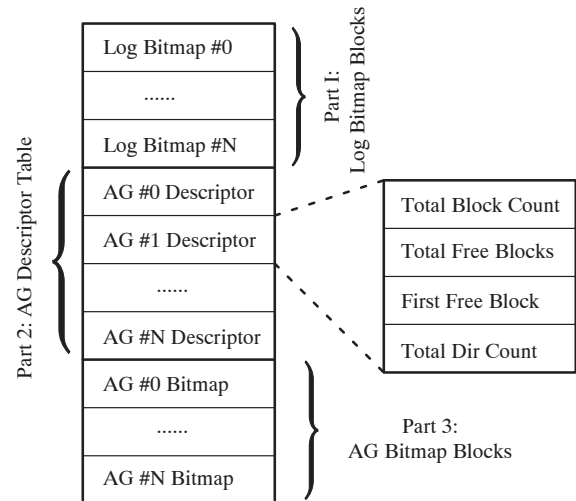 Log Bitmap #0
......
Log Bitmap #N
AG #0 Descriptor
AG #1 Descriptor
......
AG #N Descriptor
AG #0 Bitmap
......
AG #N Bitmap
Part I:
Log Bitmap Blocks
Part 2: AG Descriptor Table
Total Block Count
Total Free Blocks
First Free Block
Total Dir Count
Part 3:
AG Bitmap Blocks